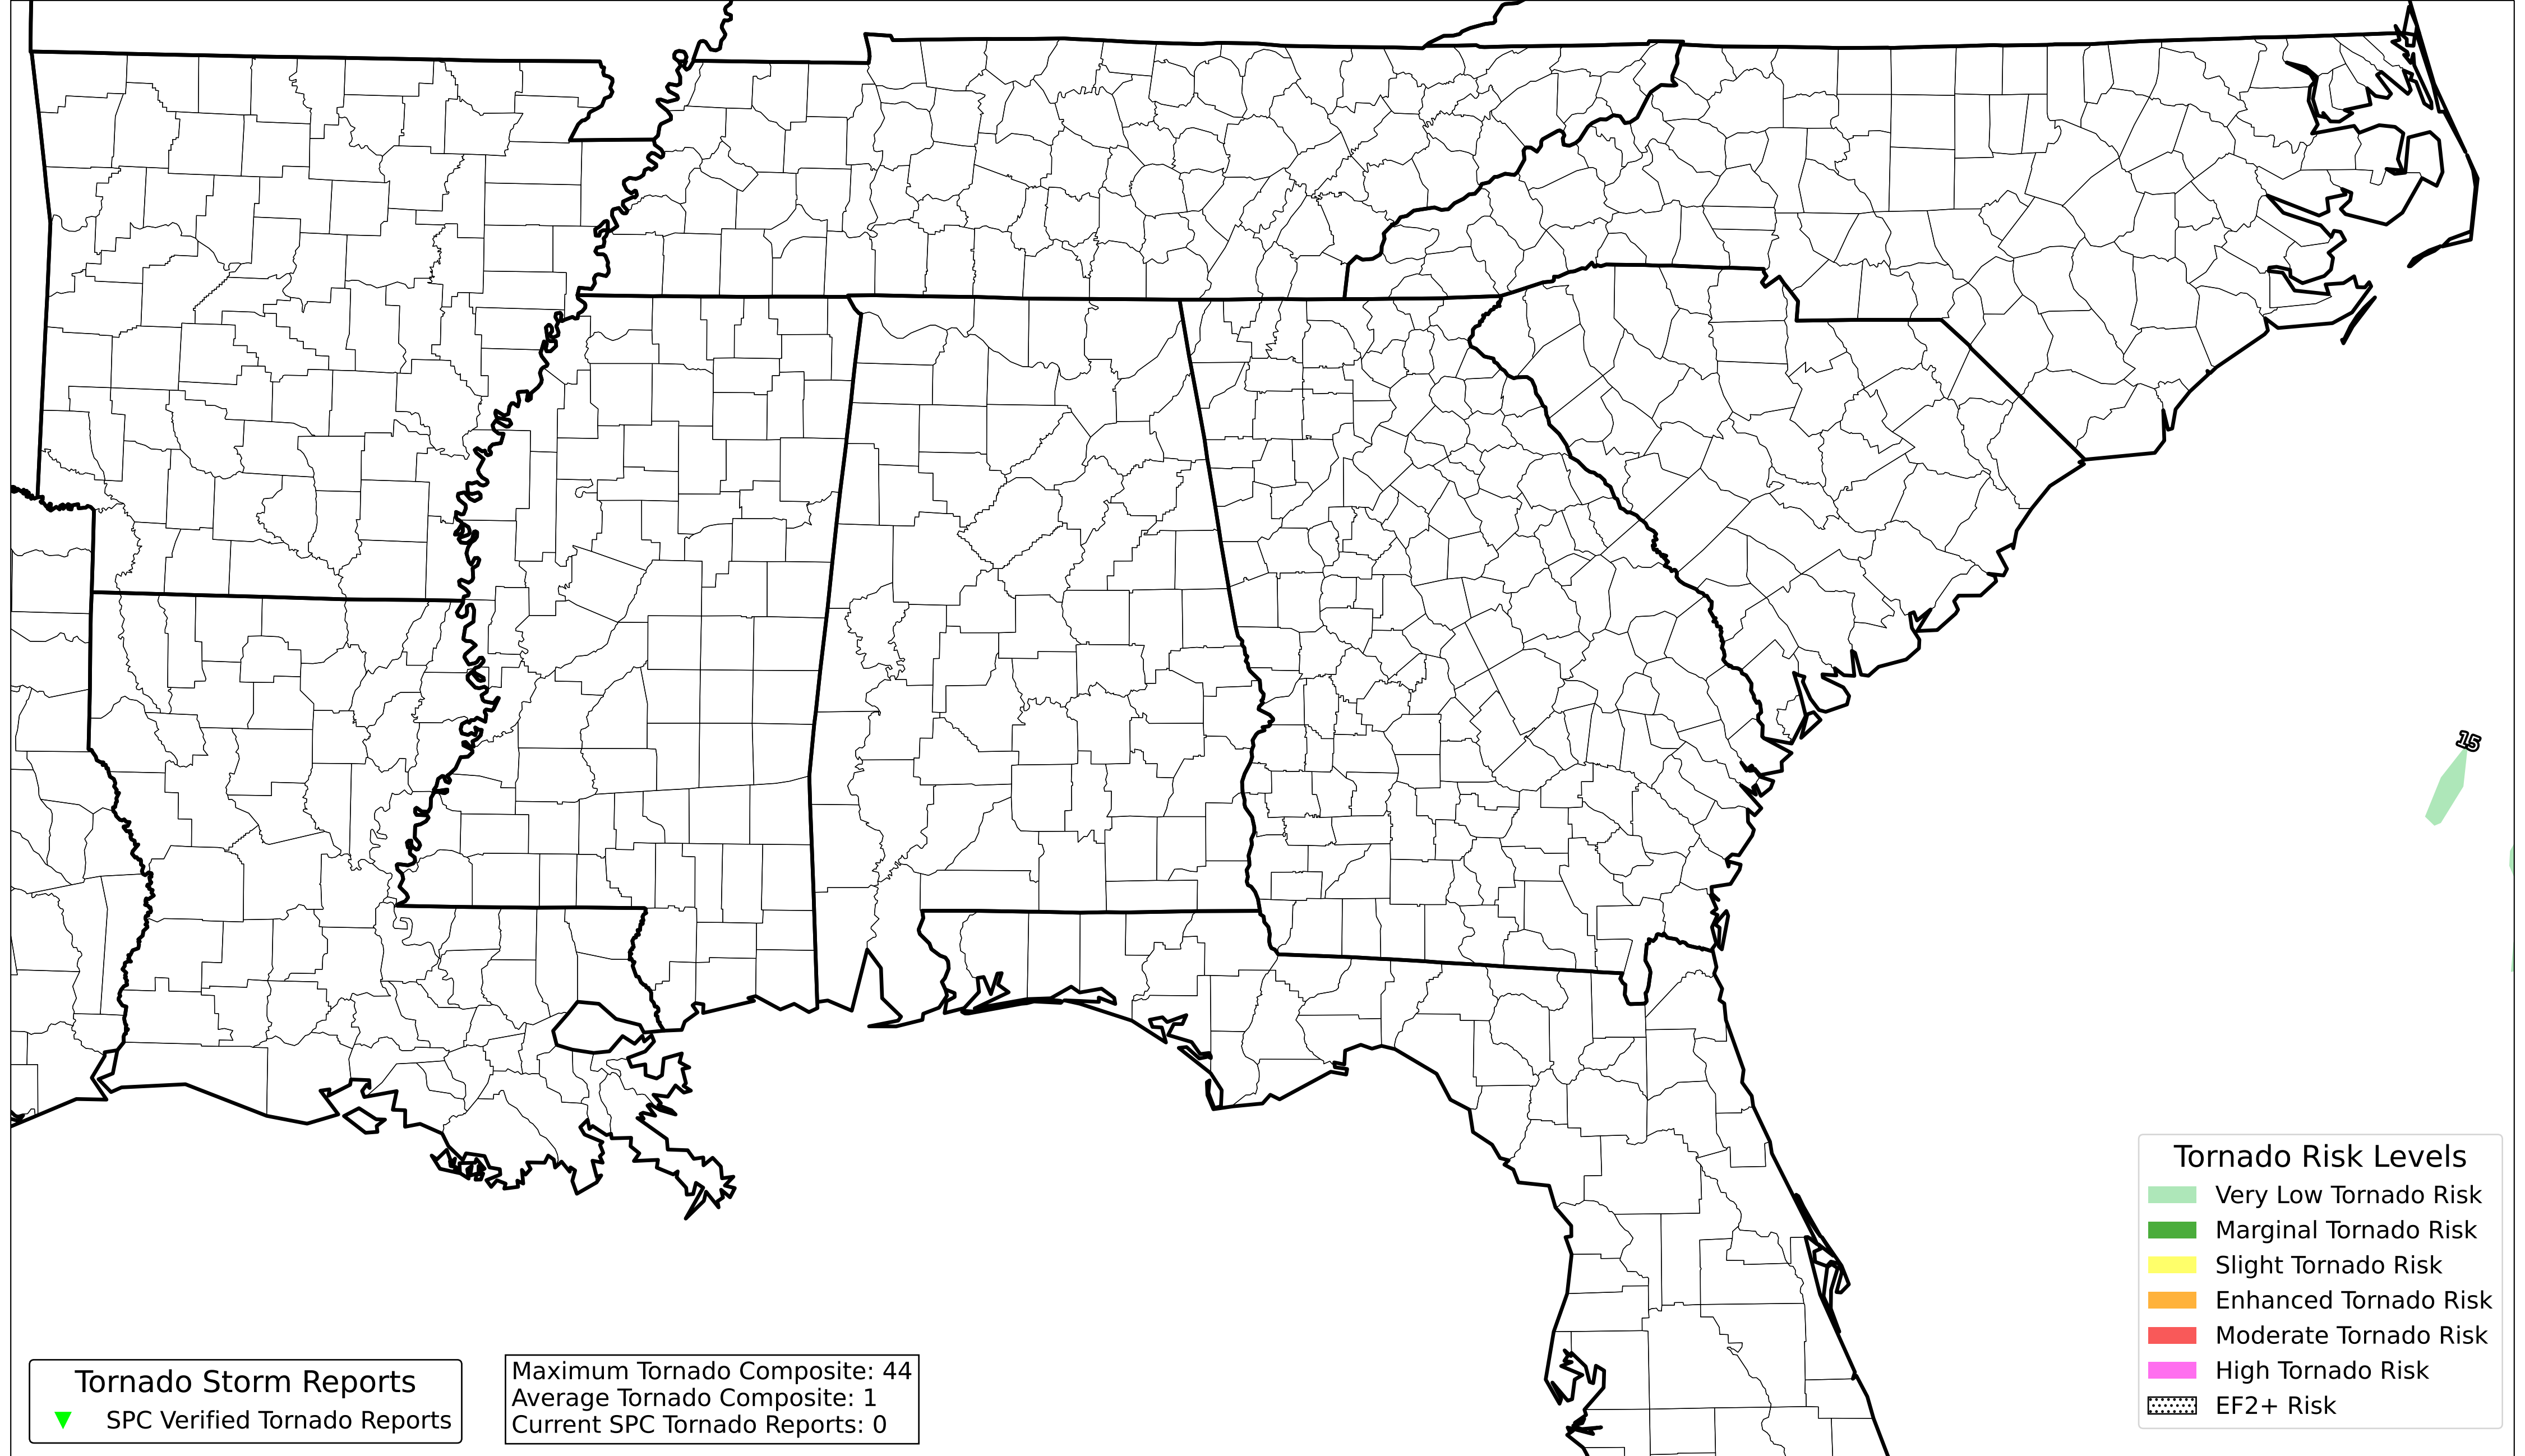 15
Tornado Risk Levels
Very Low Tornado Risk
Marginal Tornado Risk
Slight Tornado Risk
Enhanced Tornado Risk
Moderate Tornado Risk
High Tornado Risk
EF2+ Risk
Tornado Storm Reports
SPC Verified Tornado Reports
Maximum Tornado Composite: 44
Average Tornado Composite: 1
Current SPC Tornado Reports: 0